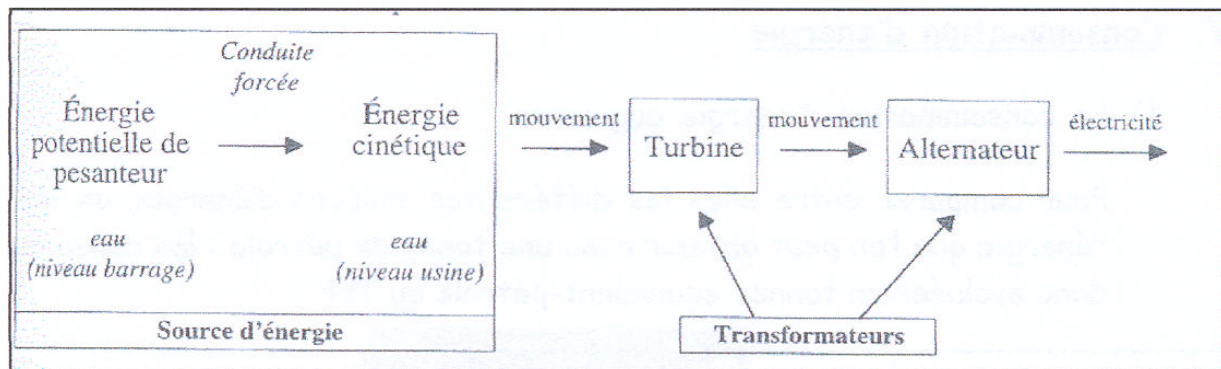 Conduite
forcée
Énergie
potentielle de
pesanteur
Énergie
cinétique
mouvement
Turbine
mouvement
Alternateur
électricité
eau
(niveau barrage)
eau
(niveau usine)
Source d'énergie
Transformateurs